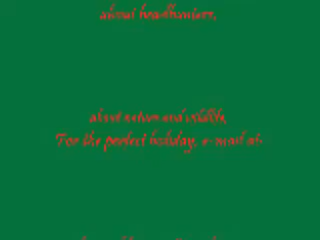 about headhunters,
about nature and wildlife,
For the perfect holiday, e-mail at: